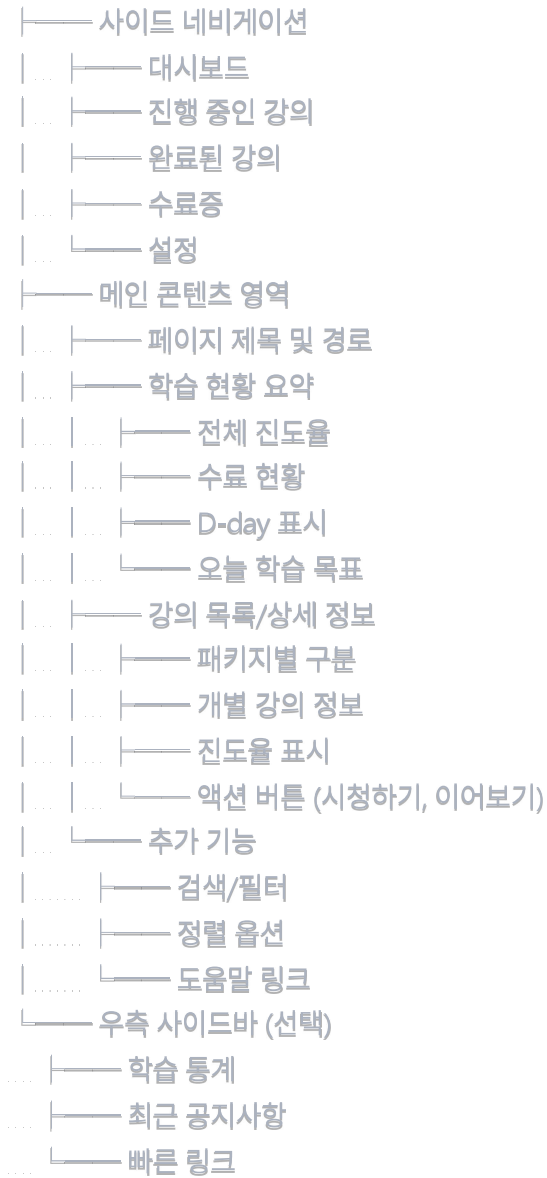 ├── 사이드 네비게이션
│   ├── 대시보드
│   ├── 진행 중인 강의
│   ├── 완료된 강의
│   ├── 수료증
│   └── 설정
├── 메인 콘텐츠 영역
│   ├── 페이지 제목 및 경로
│   ├── 학습 현황 요약
│   │   ├── 전체 진도율
│   │   ├── 수료 현황
│   │   ├── D-day 표시
│   │   └── 오늘 학습 목표
│   ├── 강의 목록/상세 정보
│   │   ├── 패키지별 구분
│   │   ├── 개별 강의 정보
│   │   ├── 진도율 표시
│   │   └── 액션 버튼 (시청하기, 이어보기)
│   └── 추가 기능
│       ├── 검색/필터
│       ├── 정렬 옵션
│       └── 도움말 링크
└── 우측 사이드바 (선택)
    ├── 학습 통계
    ├── 최근 공지사항
    └── 빠른 링크